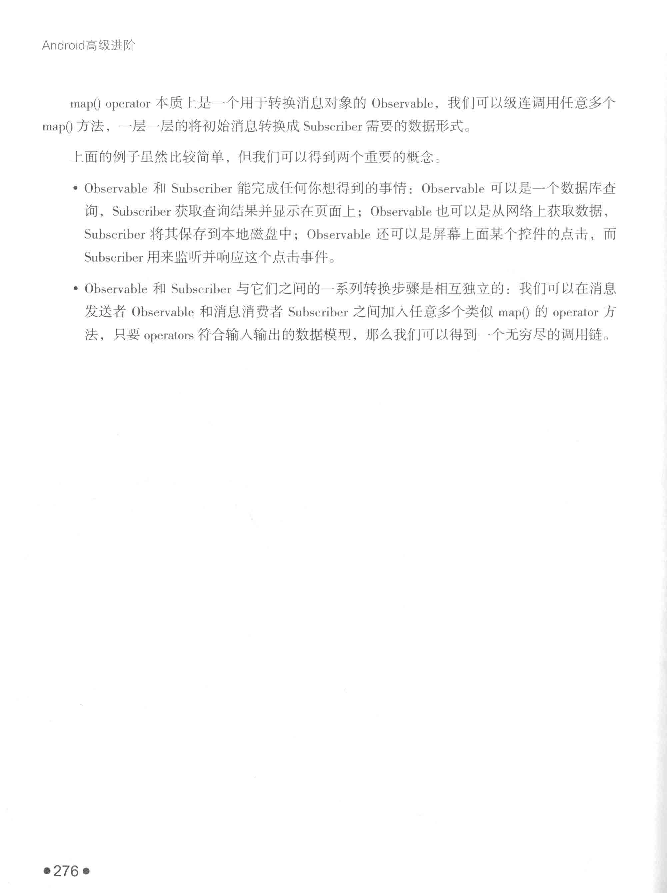 Android高级进阶
map() operator 本质上是一个用于转换消息对象的 Observable，我们可以级连调用任意多个
map() 方法，一层一层的将初始消息转换成 Subscriber 需要的数据形式。
上面的例子虽然比较简单，但我们可以得到两个重要的概念。
• Observable 和 Subscriber 能完成任何你想得到的事情：Observable 可以是一个数据库查
询，Subscriber 获取查询结果并显示在页面上；Observable 也可以是从网络上获取数据，
Subscriber 将其保存到本地磁盘中；Observable 还可以是屏幕上面某个控件的点击，而
Subscriber 用来监听并响应这个点击事件。
• Observable 和 Subscriber 与它们之间的一系列转换步骤是相互独立的：我们可以在消息
发送者 Observable 和消息消费者 Subscriber 之间加入任意多个类似 map() 的 operator 方
法，只要 operators 符合输入输出的数据模型，那么我们可以得到一个无穷尽的调用链。
●276●